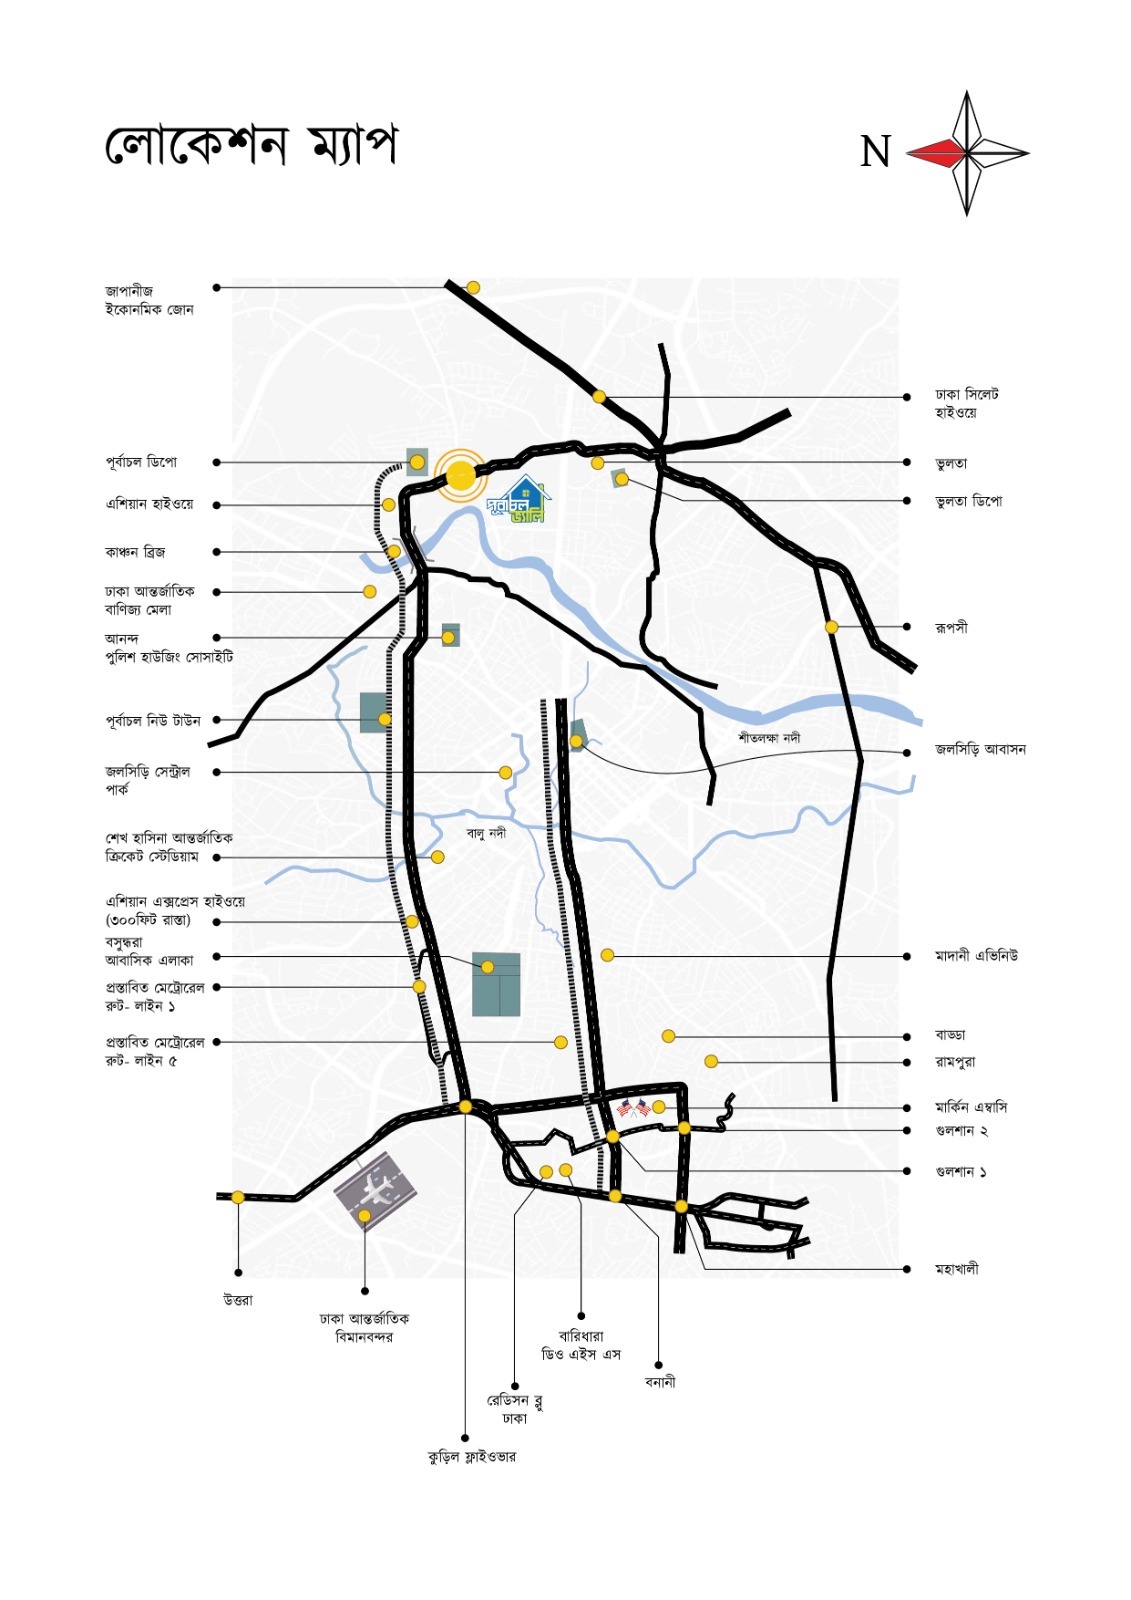 লোকেশন ম্যাপ
N
জাপানীজ
ইকোনমিক জোন
ঢাকা সিলেট
হাইওয়ে
পূর্বাচল ডিপো
ভুলতা
এশিয়ান হাইওয়ে
ভুলতা ডিপো
পূর্বাচল
ভ্যালি
কাঞ্চন ব্রিজ
ঢাকা আন্তর্জাতিক
বাণিজ্য মেলা
আনন্দ
পুলিশ হাউজিং সোসাইটি
রূপসী
পূর্বাচল নিউ টাউন
শীতলক্ষা নদী
জলসিড়ি আবাসন
জলসিড়ি সেন্ট্রাল
পার্ক
বালু নদী
শেখ হাসিনা আন্তর্জাতিক
ক্রিকেট স্টেডিয়াম
এশিয়ান এক্সপ্রেস হাইওয়ে
(৩০০ফিট রাস্তা)
বসুন্ধরা
আবাসিক এলাকা
মাদানী এভিনিউ
প্রস্তাবিত মেট্রোরেল
রুট- লাইন ১
প্রস্তাবিত মেট্রোরেল
রুট- লাইন ৫
বাড্ডা
রামপুরা
মার্কিন এম্বাসি
গুলশান ২
গুলশান ১
মহাখালী
উত্তরা
ঢাকা আন্তর্জাতিক
বিমানবন্দর
বারিধারা
ডিও এইস এস
বনানী
রেডিসন ব্লু
ঢাকা
কুড়িল ফ্লাইওভার